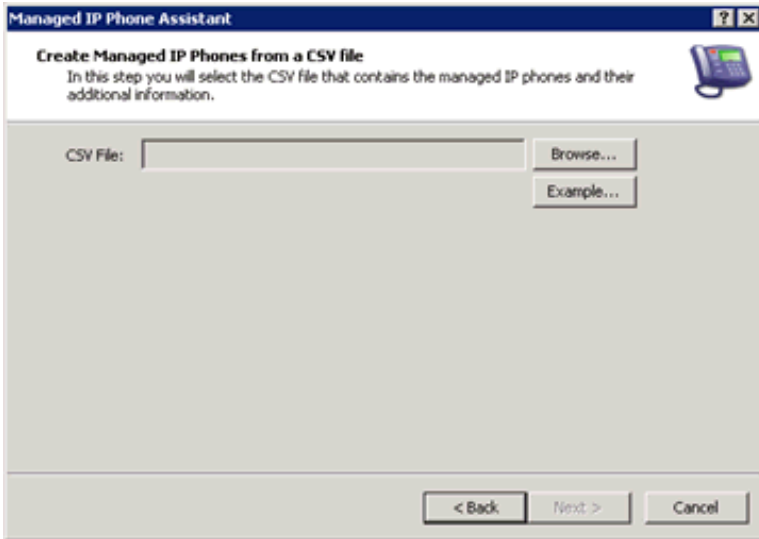 Managed IP Phone Assistant
Create Managed IP Phones from a CSV file
In this step you will select the CSV file that contains the managed IP phones and their
additional information.
CSV File:
Browse...
Example...
< Back
Next >
Cancel